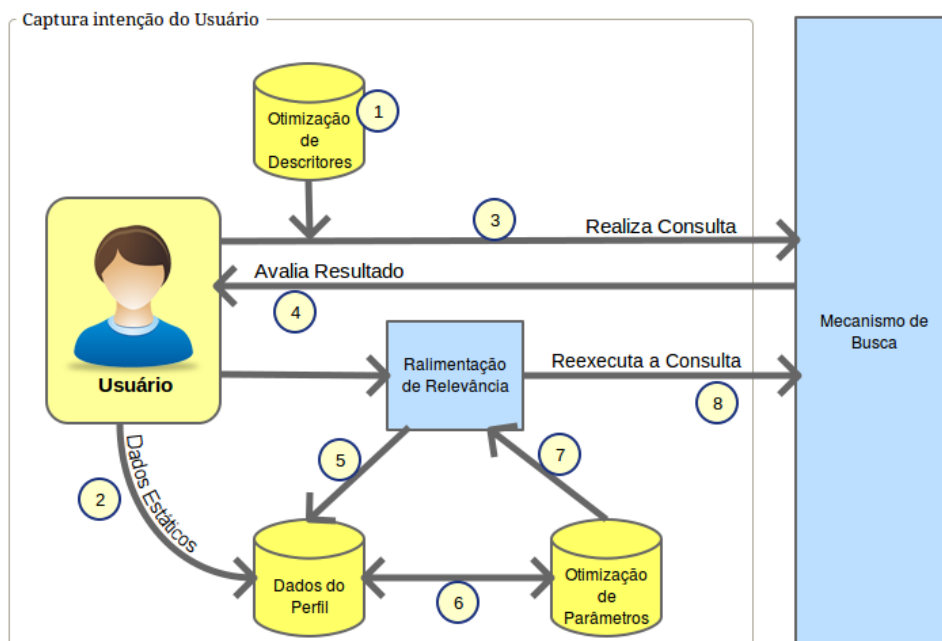 Captura intenção do Usuário
1
Otimização
de
Descritores
3
Realiza Consulta
Avalia Resultado
4
Mecanismo de
Busca
Usuário
Ralimentação
de Relevância
Reexecuta a Consulta
8
2
Dados Estáticos
5
7
Dados do
Perfil
6
Otimização
de
Parâmetros